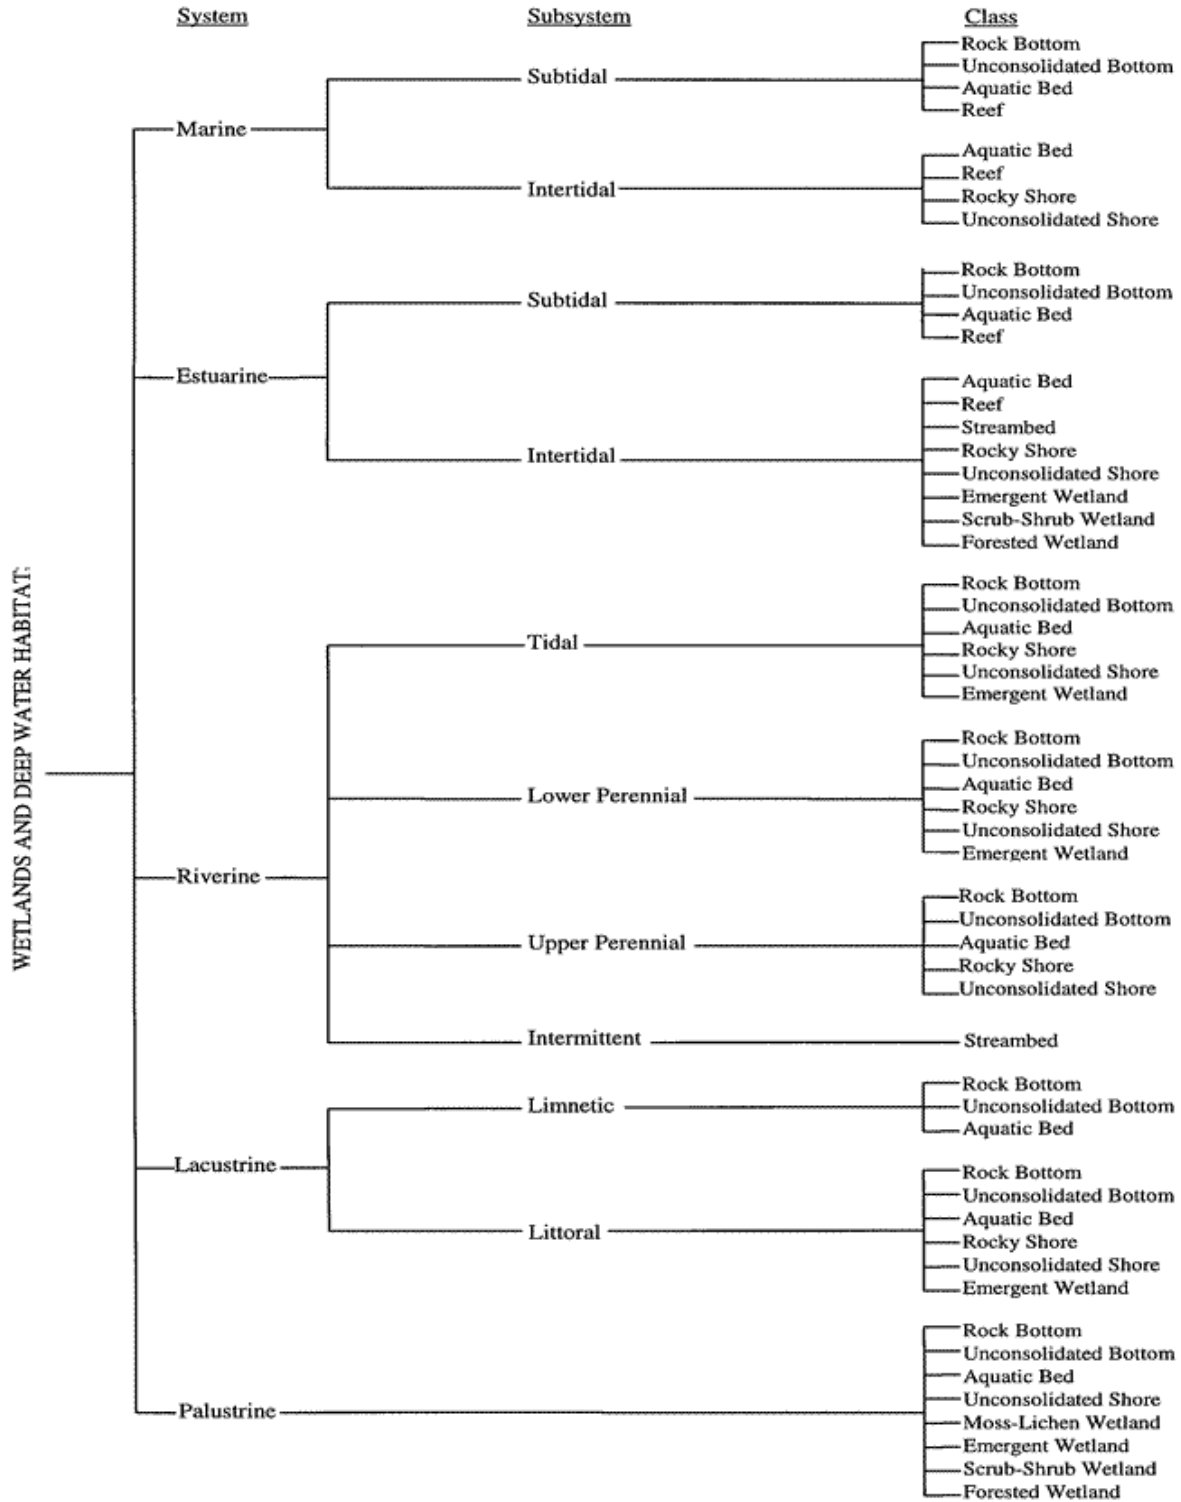 System Subsystem Class
Rock Bottom
Subtidal Unconsolidated Bottom
Aquatic Bed
Reef
Marine
Aquatic Bed
Reef
Intertidal Rocky Shore
Unconsolidated Shore
Rock Bottom
Subtidal Unconsolidated Bottom
Aquatic Bed
Reef
Estuarine
Aquatic Bed
Reef
Streambed
Intertidal Rocky Shore
Unconsolidated Shore
Emergent Wetland
Scrub-Shrub Wetland
Forested Wetland
WETLANDS AND DEEP WATER HABITATS
Rock Bottom
Unconsolidated Bottom
Tidal Aquatic Bed
Rocky Shore
Unconsolidated Shore
Emergent Wetland
Rock Bottom
Unconsolidated Bottom
Lower Perennial Aquatic Bed
Rocky Shore
Unconsolidated Shore
Emergent Wetland
Riverine
Rock Bottom
Unconsolidated Bottom
Upper Perennial Aquatic Bed
Rocky Shore
Unconsolidated Shore
Intermittent Streambed
Rock Bottom
Limnetic Unconsolidated Bottom
Aquatic Bed
Lacustrine
Rock Bottom
Unconsolidated Bottom
Aquatic Bed
Littoral Rocky Shore
Unconsolidated Shore
Emergent Wetland
Rock Bottom
Unconsolidated Bottom
Aquatic Bed
Palustrine Unconsolidated Shore
Moss-Lichen Wetland
Emergent Wetland
Scrub-Shrub Wetland
Forested Wetland